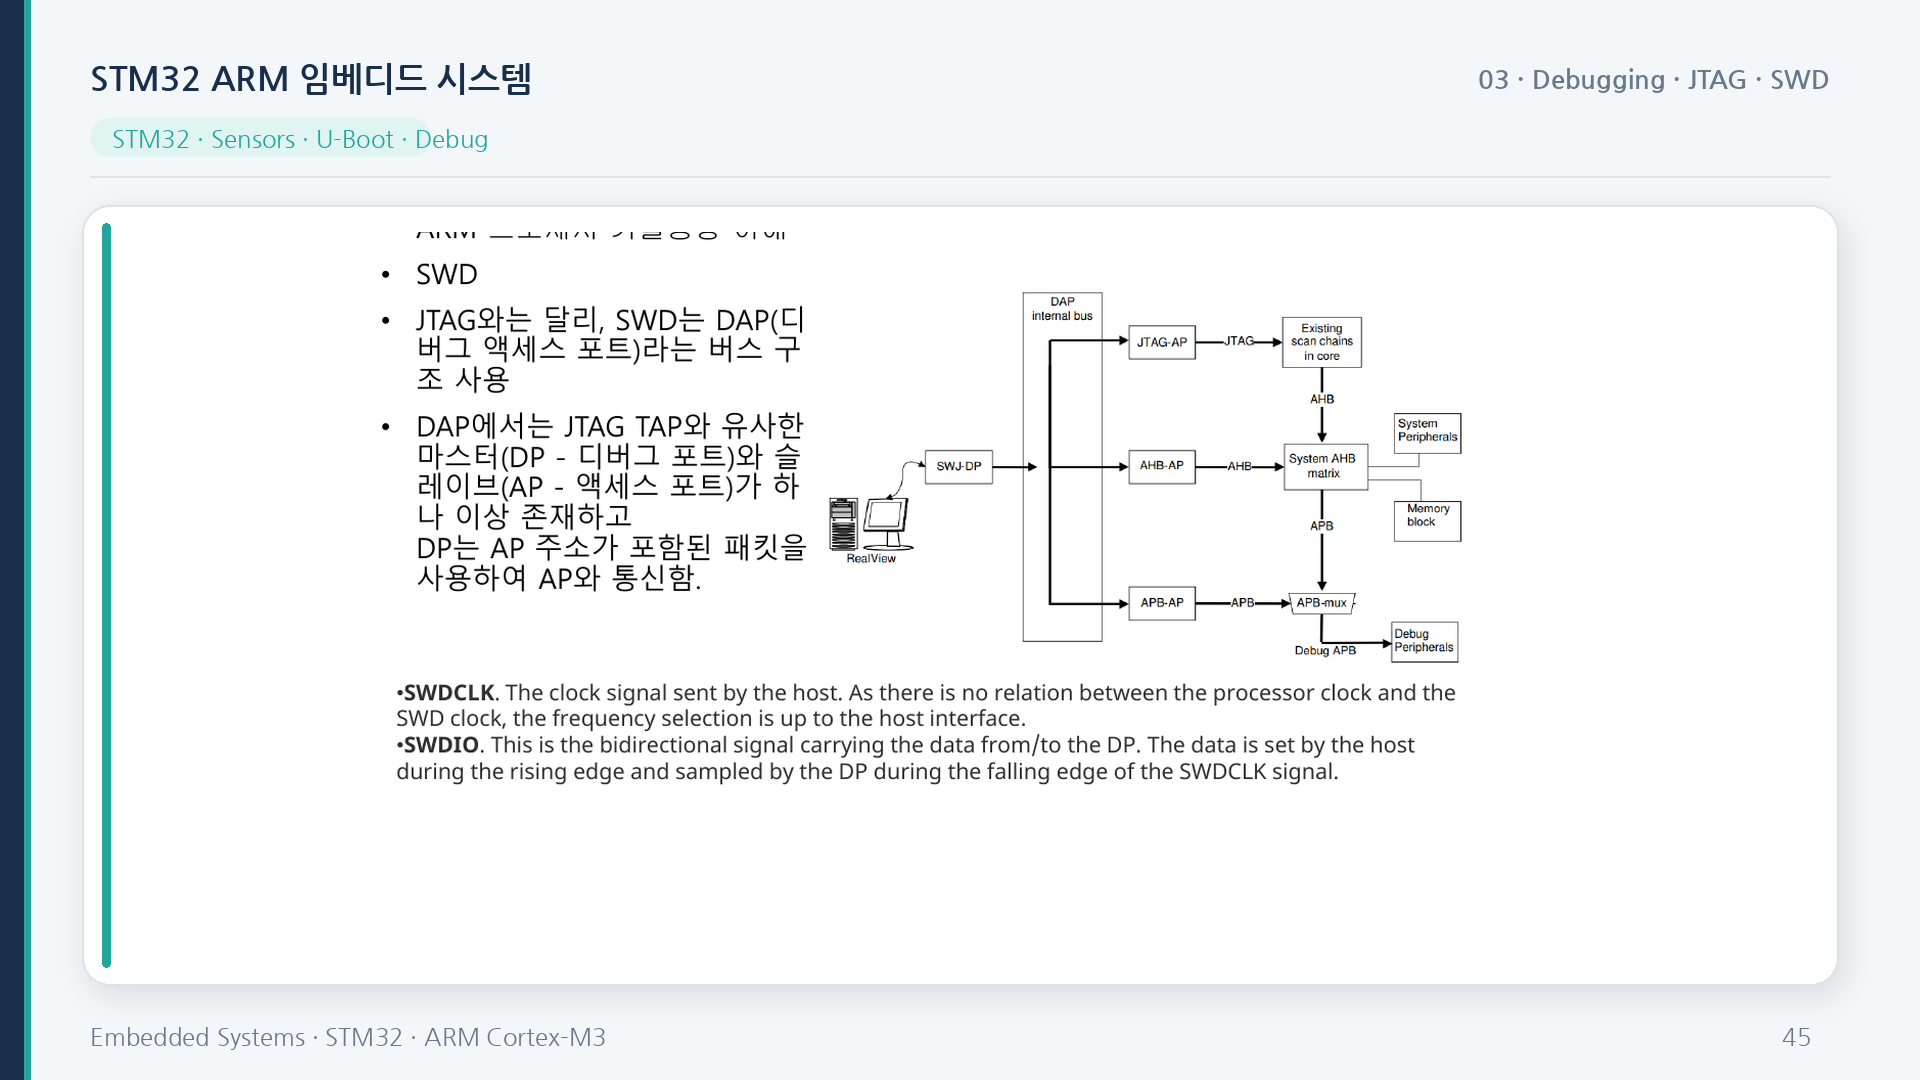 STM32 ARM 임베디드 시스템
03 · Debugging · JTAG · SWD
STM32 · Sensors · U-Boot · Debug
ARM
• SWD
• JTAG와는 달리, SWD는 DAP(디
버그 액세스 포트)라는 버스 구
조 사용
• DAP에서는 JTAG TAP와 유사한
마스터(DP - 디버그 포트)와 슬
레이브(AP - 액세스 포트)가 하
나 이상 존재하고
DP는 AP 주소가 포함된 패킷을
사용하여 AP와 통신함.
DAP
internal bus
JTAG-AP
JTAG
Existing
scan chains
in core
AHB
System
Peripherals
SWJ-DP
AHB-AP
AHB
System AHB
matrix
Memory
block
APB
RealView
APB-AP
APB
APB-mux
Debug APB
Debug
Peripherals
•SWDCLK. The clock signal sent by the host. As there is no relation between the processor clock and the
SWD clock, the frequency selection is up to the host interface.
•SWDIO. This is the bidirectional signal carrying the data from/to the DP. The data is set by the host
during the rising edge and sampled by the DP during the falling edge of the SWDCLK signal.
Embedded Systems · STM32 · ARM Cortex-M3
45